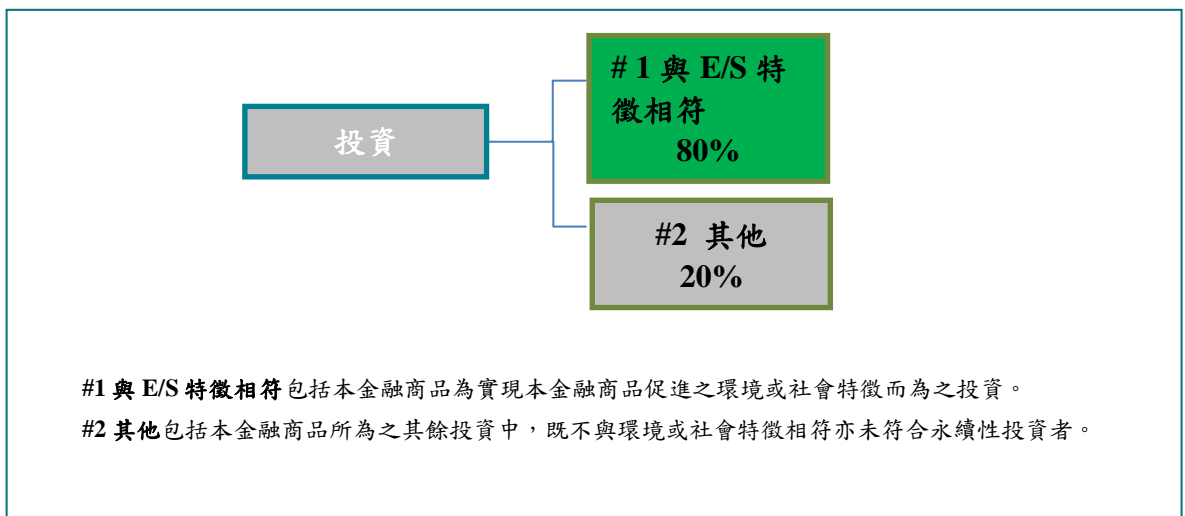 # 1 與 E/S 特
徵相符
80%
投資
#2 其他
20%
#1 與 E/S 特徵相符包括本金融商品為實現本金融商品促進之環境或社會特徵而為之投資。
#2 其他包括本金融商品所為之其餘投資中，既不與環境或社會特徵相符亦未符合永續性投資者。